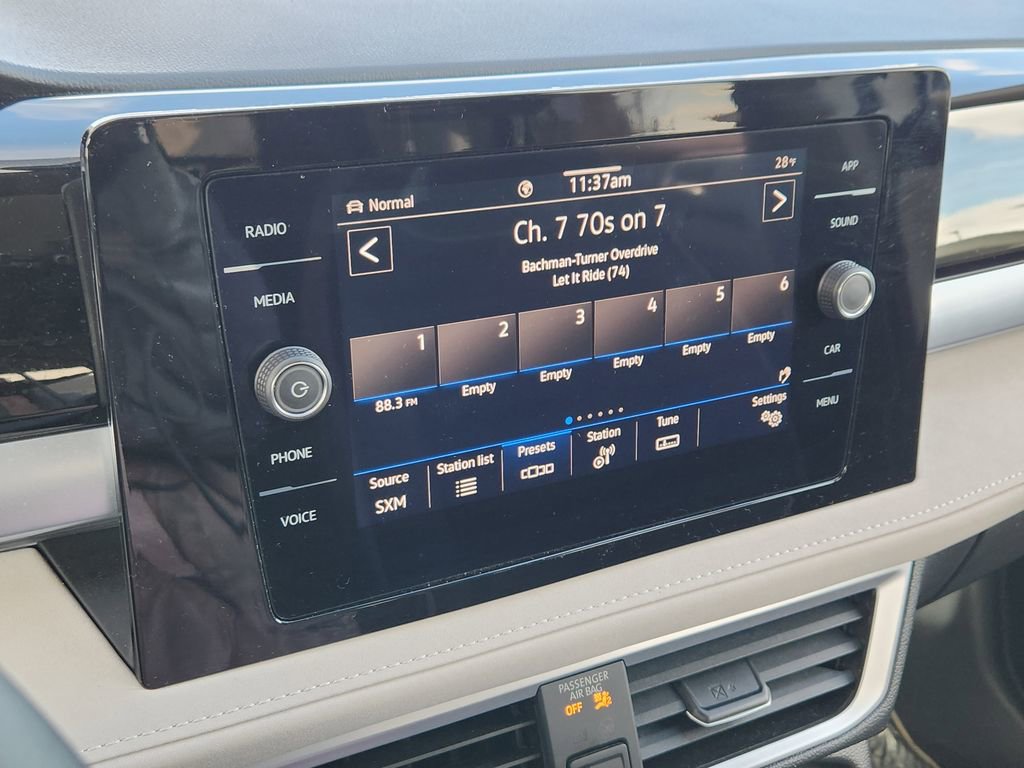 RADIO
MEDIA
PHONE
VOICE
Normal
11:37am
28°F
Ch. 7 70s on 7
Bachman-Turner Overdrive
Let It Ride (74)
1
2
3
4
5
6
88.3 FM
Empty
Empty
Empty
Empty
Empty
Source
SXM
Station list
Presets
Station
Tune
Settings
APP
SOUND
CAR
MENU
PASSENGER
AIR BAG
OFF